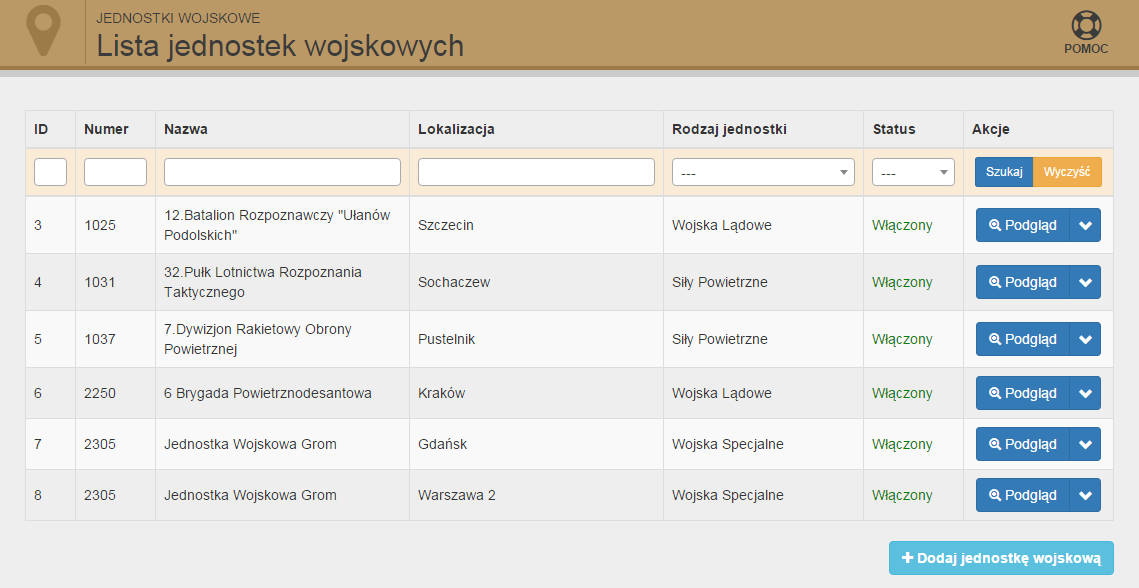 JEDNOSTKI WOJSKOWE
Lista jednostek wojskowych
POMOC
ID Numer Nazwa Lokalizacja Rodzaj jednostki Status Akcje
--- --- Szukaj Wyczyść
3 1025 12.Batalion Rozpoznawczy "Ułanów Podolskich" Szczecin Wojska Lądowe Włączony Podgląd
4 1031 32.Pułk Lotnictwa Rozpoznania Taktycznego Sochaczew Siły Powietrzne Włączony Podgląd
5 1037 7.Dywizjon Rakietowy Obrony Powietrznej Pustelnik Siły Powietrzne Włączony Podgląd
6 2250 6 Brygada Powietrznodesantowa Kraków Wojska Lądowe Włączony Podgląd
7 2305 Jednostka Wojskowa Grom Gdańsk Wojska Specjalne Włączony Podgląd
8 2305 Jednostka Wojskowa Grom Warszawa 2 Wojska Specjalne Włączony Podgląd
+ Dodaj jednostkę wojskową